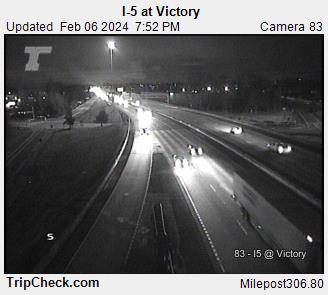 I-5 at Victory
Updated Feb 06 2024 7:52 PM Camera 83
T
S
83 - I5 @ Victory
TripCheck.com Milepost306.80